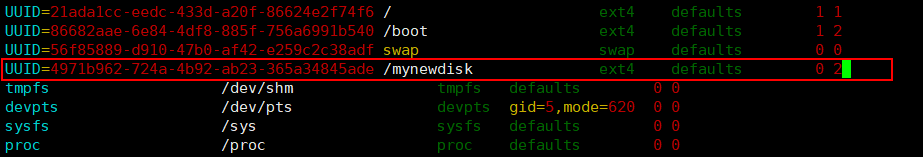 UUID=21ada1cc-eedc-433d-a20f-86624e2f74f6 / ext4 defaults 1 1
UUID=86682aae-6e84-4df8-885f-756a6991b540 /boot ext4 defaults 1 2
UUID=56f85889-d910-47b0-af42-e259c2c38adf swap swap defaults 0 0
UUID=4971b962-724a-4b92-ab23-365a34845ade /mynewdisk ext4 defaults 0 2
tmpfs /dev/shm tmpfs defaults 0 0
devpts /dev/pts devpts gid=5,mode=620 0 0
sysfs /sys sysfs defaults 0 0
proc /proc proc defaults 0 0